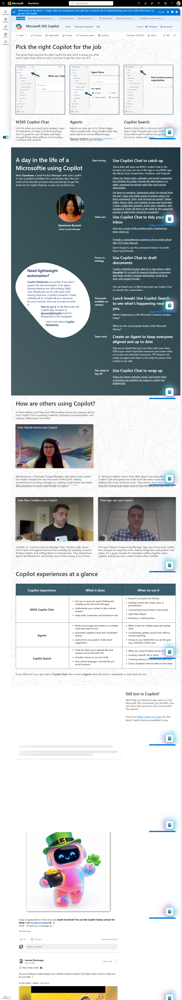 Microsoft SharePoint Search this site
📢No panic at the desk-o 🕺 Stayin' alive one meeting at a time with tips on devices, Wi-Fi, hybrid meetings and more. Select this banner to
get the Tech Toolkit.
5 of 5
TechWeb Technologies & experiences Get tech support Other resources 🚩 Alert Center New hire resources TechWeb content owners
Microsoft
Discover
Publish
Build
OneDrive
Microsoft 365 Copilot Home Training-On-Demand Edit General Following Site access
New Promote Page details Preview Immersive reader Analytics Published 10/2/2025 Share Edit
Pick the right Copilot for the job
This guide helps you pick the right Copilot for your work. It shows you what
each Copilot does, when to use it, and how to get the most out of it.
What can I help
Agent Store
Your agents
Find content across y
organization
M365 Copilot Chat
Use this when you need quick answers, want
to brainstorm, or have to write something
fast. It's great for one-off tasks and helps
you get things done without a lot of setup.
OneNote, and Outlook.
Agents
Agents are your go-to for those bigger,
more complex jobs. They handle multi-step
tasks and work across different apps.
How to get them: In the Microsoft 365
mention them in your prompt.
Copilot Search
Need to find a file or resource fast? Co
Search digs through your work stuff a
across Microsoft to deliver the goods
by source, name, and more.
A day in the life of a
Microsoftie using Copilot
Meet Opeoluwa, a Lead Product Manager who uses Copilot
to turn a packed schedule into a productive day. Here are
some of her favorite prompts and practical tips to get the
most out of Copilot features, so you can try them too.
Opeoluwa Burnett
Senior Product Manager
Start strong
Use Copilot Chat to catch up
These links will open up M365 Copilot Chat in the
browser, but you can use in the app or any M365 app
like Word, Excel, PowerPoint, OneNote, and Outlook.
Using my Teams chats, calendar, and email; summarize
my activities for today. Provide the information in a
table, organized by priority with clear and concise
information.
I've been on vacation. Summarize what I've missed from
the last 7 days into bullet points of actions where I've
been mentioned. Then, look through my email's "Inbox"
folder, Teams chats, and meeting recaps and transcripts.
Create a table that includes: Action item, deadline, who
assigned it. Order all items in the table by the suggested
priority in which they should be completed.
Inbox zen
Use Copilot Chat to tidy your
inbox
Give me a recap of the meeting series 'Engineering
team stand-up.
Provide a comprehensive summary of my emails about
[the FY25 Sales Report].
Don't forget to use the summarize feature to tackle
those long threads.
Focus on
strategy
Use Copilot Chat to draft
documents
Create a detailed product plan for a new device called
FocusPod. It's a small AI-powered desktop companion
that helps workers manage distractions, track focus
time, and suggest breaks.
You can head over to Word and open up Copilot Chat
to resume the conversation.
Need lightweight
automation?
Copilot Notebooks are perfect if you don't
require the full automation of an agent.
Sharing features are still evolving. Right
now, Notebooks are for solo work until
sharing improves. A perfect scenario? Create
a Notebook to compile all your resources
for your Connect, then use prompts to write
it!
How to use it: In the Microsoft 365
Copilot App, browser at
aka.ms/AskCopilot, look for
Notebooks in the navigation.
Learn more about Copilot
Notebooks.
Find perks
available on
campus
Lunch break! Use Copilot Search
to see what's happening near
you.
What's happening on the Microsoft Commons campus
today?
What are the most popular books at the Microsoft
Library?
Team work
Create an Agent to keep everyone
aligned and up to date
Spin up an Agent that you can share with your team.
Pull in your most important resources your team relies
on so you can automate processes. TIP! Anyone can
create an agent and share it, but only the person that
creates it can edit.
Get ready to
log off
Use Copilot Chat to wrap up
Using my Teams calendar, email, and recent chats,
summarize my activities for today in a plain text
bulleted list.
How are others using Copilot?
In these videos you'll hear from Microsofties across the company about
how Copilot Chat is sparking creativity, improving communication, and
making collaboration smoother.
How Vasuda Verma uses Copilot
3:57
Vasuda Verma, a Principal Change Manager, talks about how Copilot
has totally changed the way they work at Microsoft, making
everything from writing messages to creating visuals faster and easier.
Sr. Technical Advisor Heron Zhao talks about how using Micros
Copilot Chat and agents has made work life easier, especially
dealing with tricky technical issues. They share a story about
How Pete Cholakov uses Copilot
3:07
How Ajay Jain uses Copilot
2:27
LinkedIn Sr. Customer Success Manager Pete Cholakov talks about
how Copilot and agents improve their workday by handling research,
finding insights, and cutting down on manual tasks. They show how
agents like Researcher and Analyst spot trends, saving a ton of time.
Principal Software Engineering Manager Ajay Jain shares how Copilot
has changed the way they work, making things like coding faster and
easier. It's a game changer for managers pulling together team
updates and giving clear, useful answers when needed.
Copilot experiences at a glance
Copilot experience What it does When to use it
M365 Copilot Chat
Your go-to space for quick thinking and
creating across Microsoft 365 apps
Understands your context to give relevant
answers
Helps draft, summarize, and brainstorm fast
Research and quick fact-finding
Drafting content like emails, docs, or
presentations
Summarizing long threads or documents
Light data analysis
Planning or outlining ideas
Agents
Works across apps and systems to complete
multi-step tasks for you
Automates repetitive work and coordinates
actions
Learns from your goals to make smart
suggestions
When a task has multiple steps and repeats
often
Coordinating updates across tools without
manual switching
Acting on your behalf after you set the goal
(e.g., reminders, follow-ups)
Copilot Search
Finds the latest, most relevant files and
answers across Microsoft 365
Includes sources so you can verify
Uses natural language—just ask like you
would a person
When you need the latest source of
Locating a specific file or policy
Checking decisions or details from past work
Quick, compliant retrieval without extra steps
If you still aren't sure, just start in Copilot Chat, then move to Agents when the work is repeatable or best done for you.
Still lost in Copilot?
We'll help you find your way. Ask us in the
Microsoft 365 Community (on the left!). You
can share best practices and connect with
the experts!
Check out What's Next in Copilot for the
latest Copilot features available to you.
Huge congratulations to the very lucky Sarah Crawford!! You are the Copilot Champ winner for
Week 1 of #LuckyLaunchpad
Sarah - I'll send you a message wi...
View full article
Like Comment Be the first to like this
Write a comment
Samuel Boulanger
Aug 18, 2024
Seen by 334
🚀 New Video Alert!
Are you looking to supercharge your LinkedIn content creation? My latest video is here to help you
do just that! 💡
In this video, I share... see more
New
SharePoint